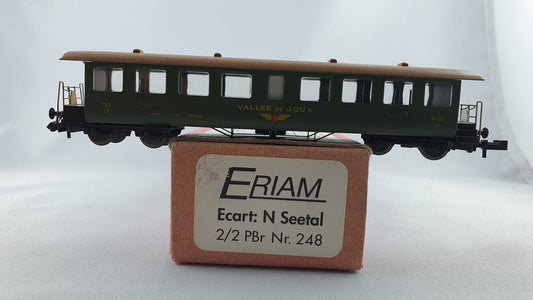 VALLEE DE JOUX
ERIAM
Ecart: N Seetal
2/2 PBr Nr. 248